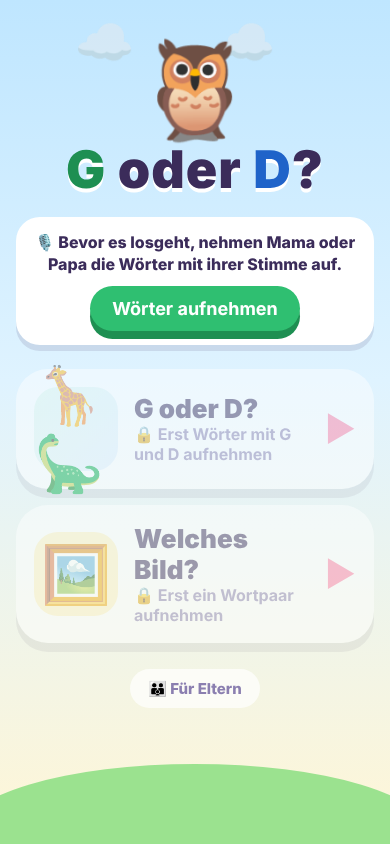 G oder D?
🎙️ Bevor es losgeht, nehmen Mama oder
Papa die Wörter mit ihrer Stimme auf.
Wörter aufnehmen
G oder D?
🔒 Erst Wörter mit G
und D aufnehmen
Welches
Bild?
🔒 Erst ein Wortpaar
aufnehmen
👪 Für Eltern